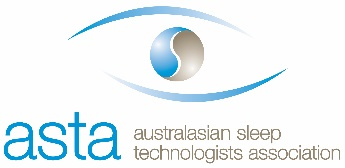 asta australasian sleep
technologists association